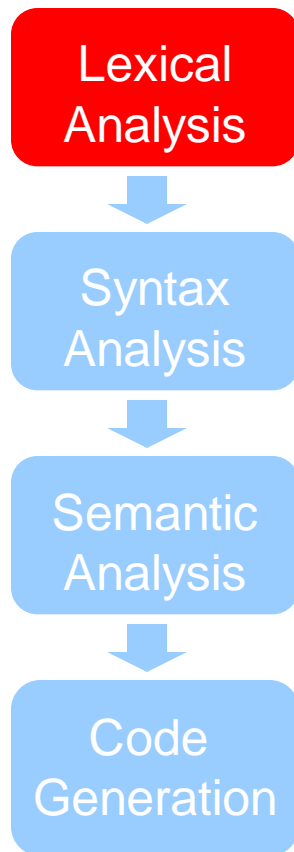 Lexical
Analysis
Syntax
Analysis
Semantic
Analysis
Code
Generation